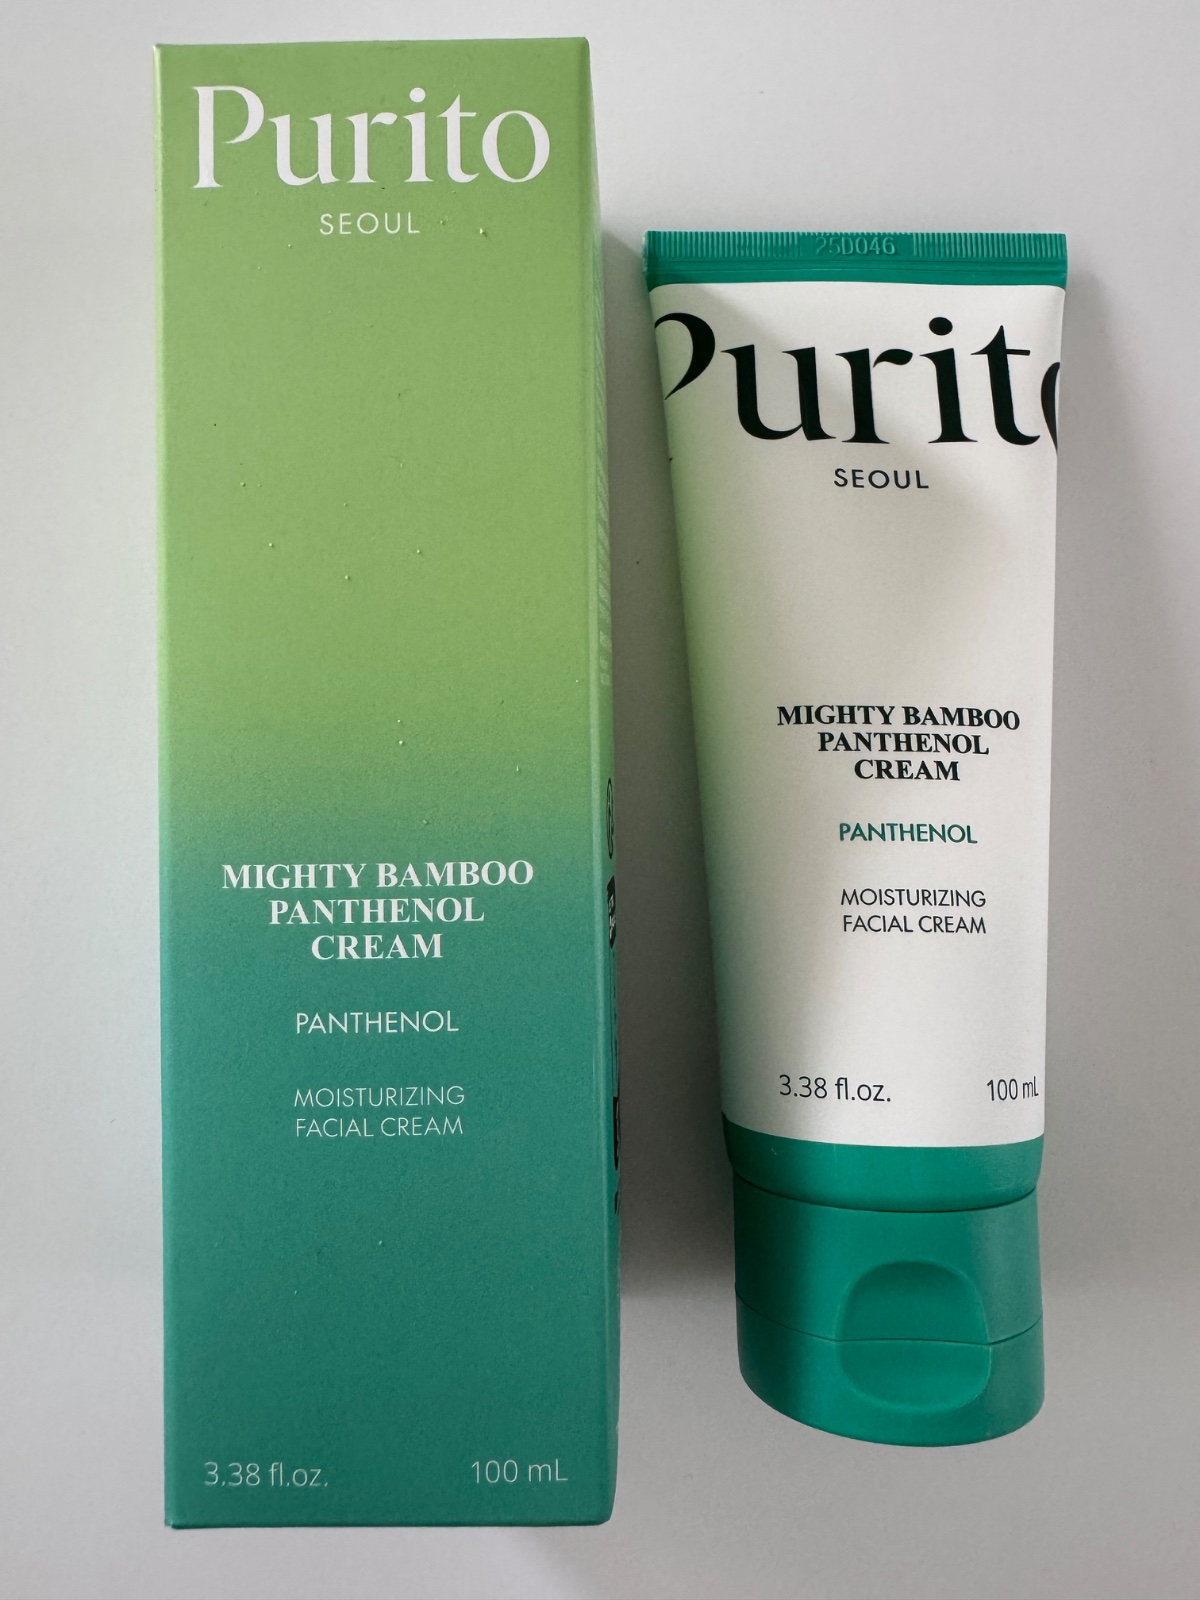 Purito
SEOUL
MIGHTY BAMBOO
PANTHENOL
CREAM
PANTHENOL
MOISTURIZING
FACIAL CREAM
3.38 fl.oz.
100 mL
25D046
Purito
SEOUL
MIGHTY BAMBOO
PANTHENOL
CREAM
PANTHENOL
MOISTURIZING
FACIAL CREAM
3.38 fl.oz.
100 mL